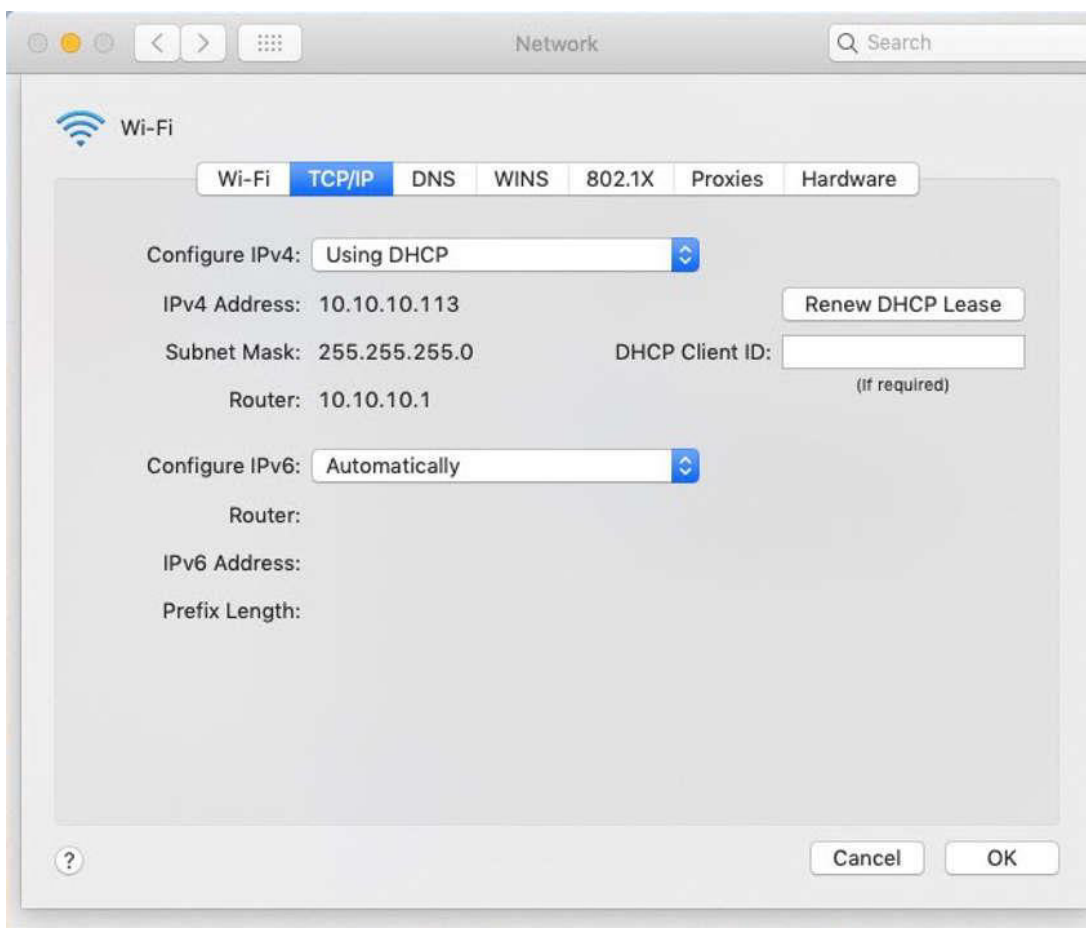 Network
Search
Wi-Fi
Wi-Fi TCP/IP DNS WINS 802.1X Proxies Hardware
Configure IPv4: Using DHCP
IPv4 Address: 10.10.10.113 Renew DHCP Lease
Subnet Mask: 255.255.255.0 DHCP Client ID:
(If required)
Router: 10.10.10.1
Configure IPv6: Automatically
Router:
IPv6 Address:
Prefix Length:
? Cancel OK